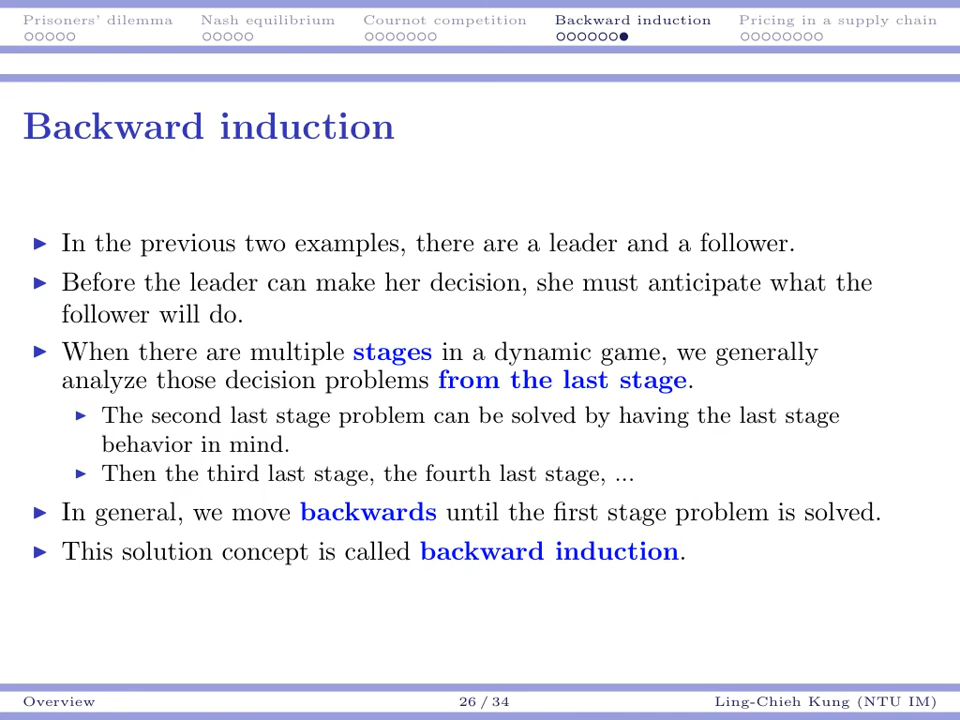 Prisoners' dilemma Nash equilibrium Cournot competition Backward induction Pricing in a supply chain
Backward induction
In the previous two examples, there are a leader and a follower.
Before the leader can make her decision, she must anticipate what the
follower will do.
When there are multiple stages in a dynamic game, we generally
analyze those decision problems from the last stage.
The second last stage problem can be solved by having the last stage
behavior in mind.
Then the third last stage, the fourth last stage, ...
In general, we move backwards until the first stage problem is solved.
This solution concept is called backward induction.
Overview 26 / 34 Ling-Chieh Kung (NTU IM)